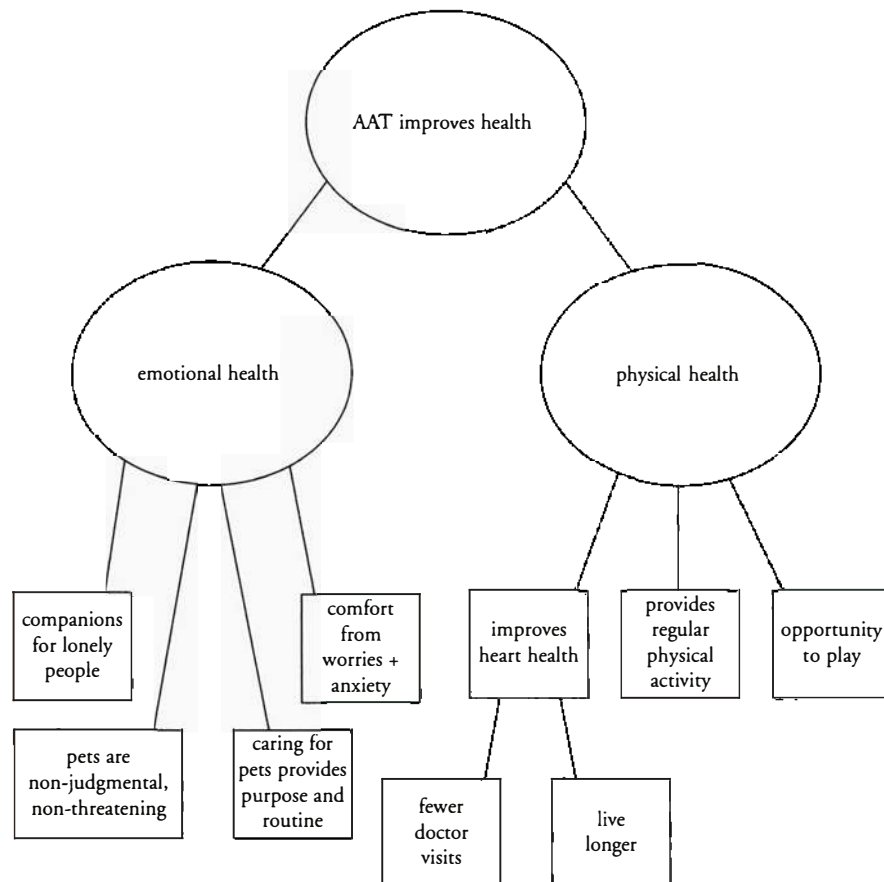 AAT improves health
emotional health
physical health
companions
for lonely
people
pets are
non-judgmental,
non-threatening
caring for
pets provides
purpose and
routine
comfort
from
worries +
anxiety
improves
heart health
provides
regular
physical
activity
opportunity
to play
fewer
doctor
visits
live
longer